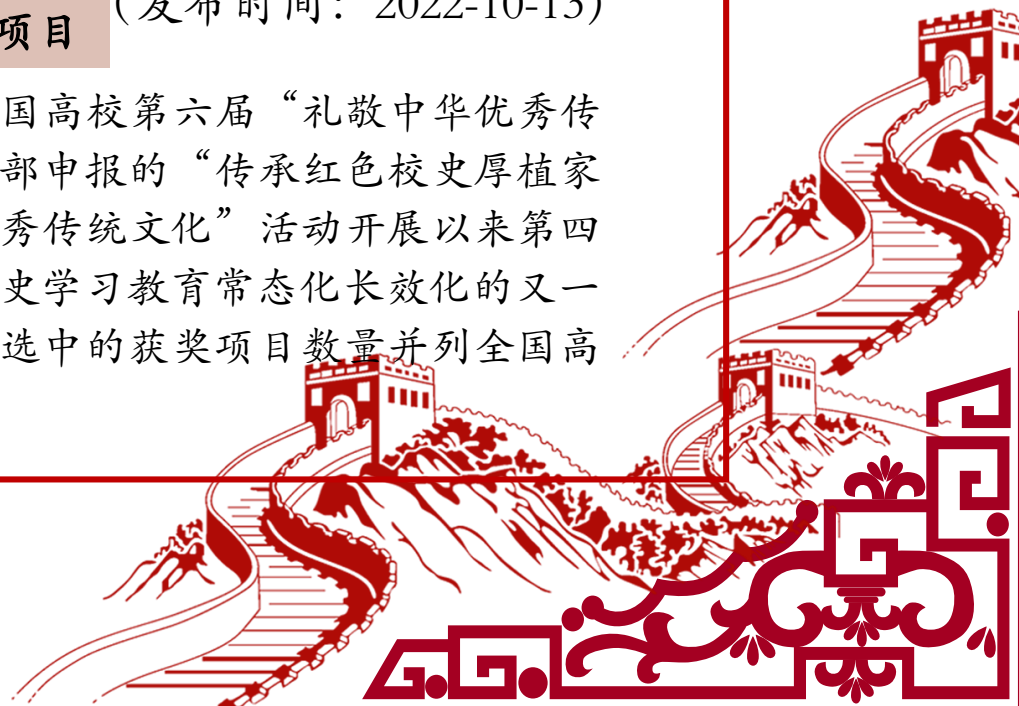 (发布时间：2022-10-13)
项目
国高校第六届“礼敬中华优秀传
部申报的“传承红色校史厚植家
秀传统文化”活动开展以来第四
史学习教育常态化长效化的又一
选中的获奖项目数量并列全国高